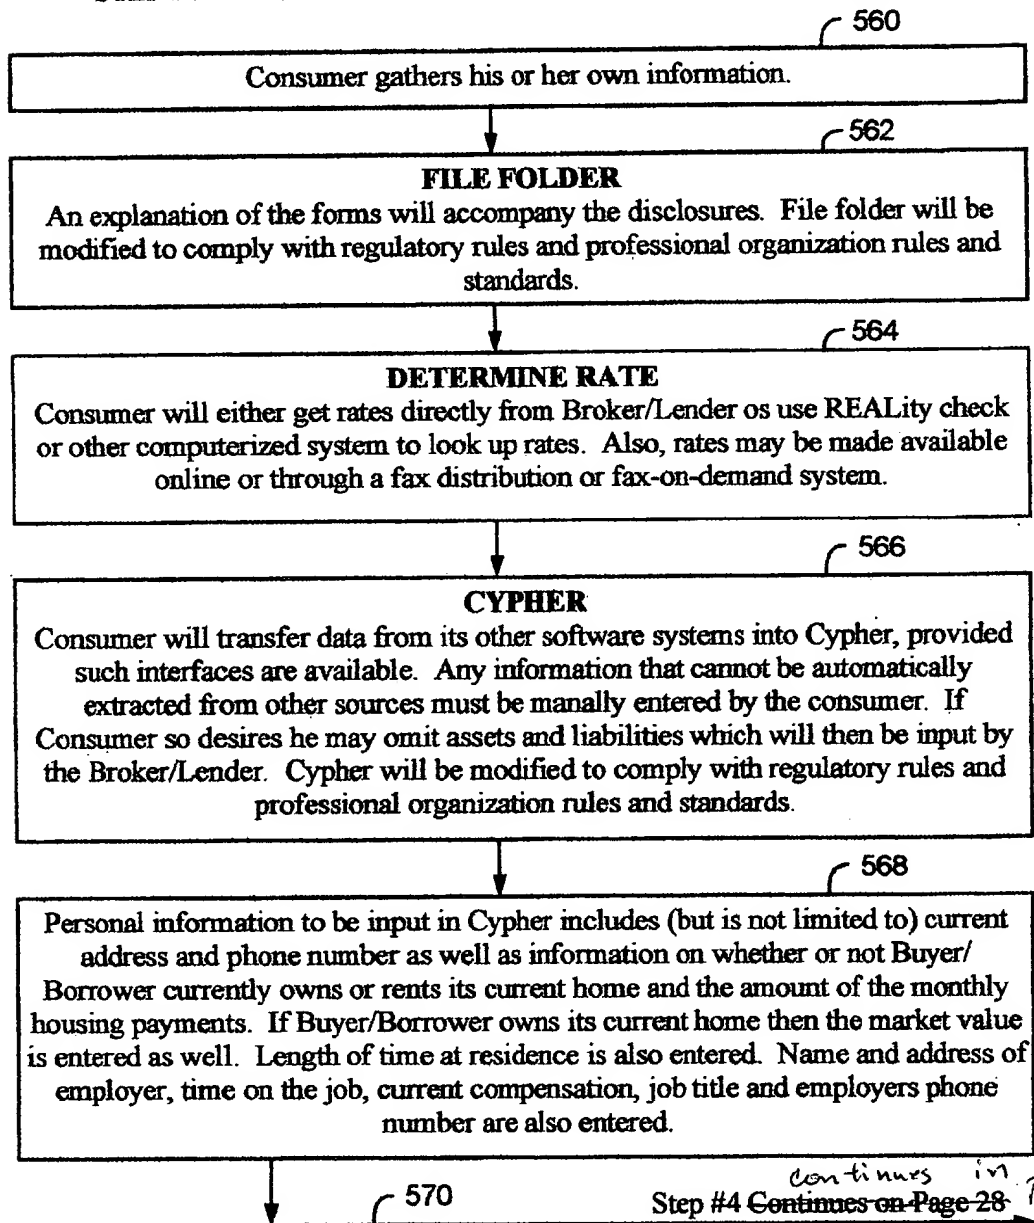 560
Consumer gathers his or her own information.
562
FILE FOLDER
An explanation of the forms will accompany the disclosures. File folder will be
modified to comply with regulatory rules and professional organization rules and
standards.
564
DETERMINE RATE
Consumer will either get rates directly from Broker/Lender os use REALity check
or other computerized system to look up rates. Also, rates may be made available
online or through a fax distribution or fax-on-demand system.
566
CYPHER
Consumer will transfer data from its other software systems into Cypher, provided
such interfaces are available. Any information that cannot be automatically
extracted from other sources must be manally entered by the consumer. If
Consumer so desires he may omit assets and liabilities which will then be input by
the Broker/Lender. Cypher will be modified to comply with regulatory rules and
professional organization rules and standards.
568
Personal information to be input in Cypher includes (but is not limited to) current
address and phone number as well as information on whether or not Buyer/
Borrower currently owns or rents its current home and the amount of the monthly
housing payments. If Buyer/Borrower owns its current home then the market value
is entered as well. Length of time at residence is also entered. Name and address of
employer, time on the job, current compensation, job title and employers phone
number are also entered.
continues in
570
Step #4 Continues on Page 28